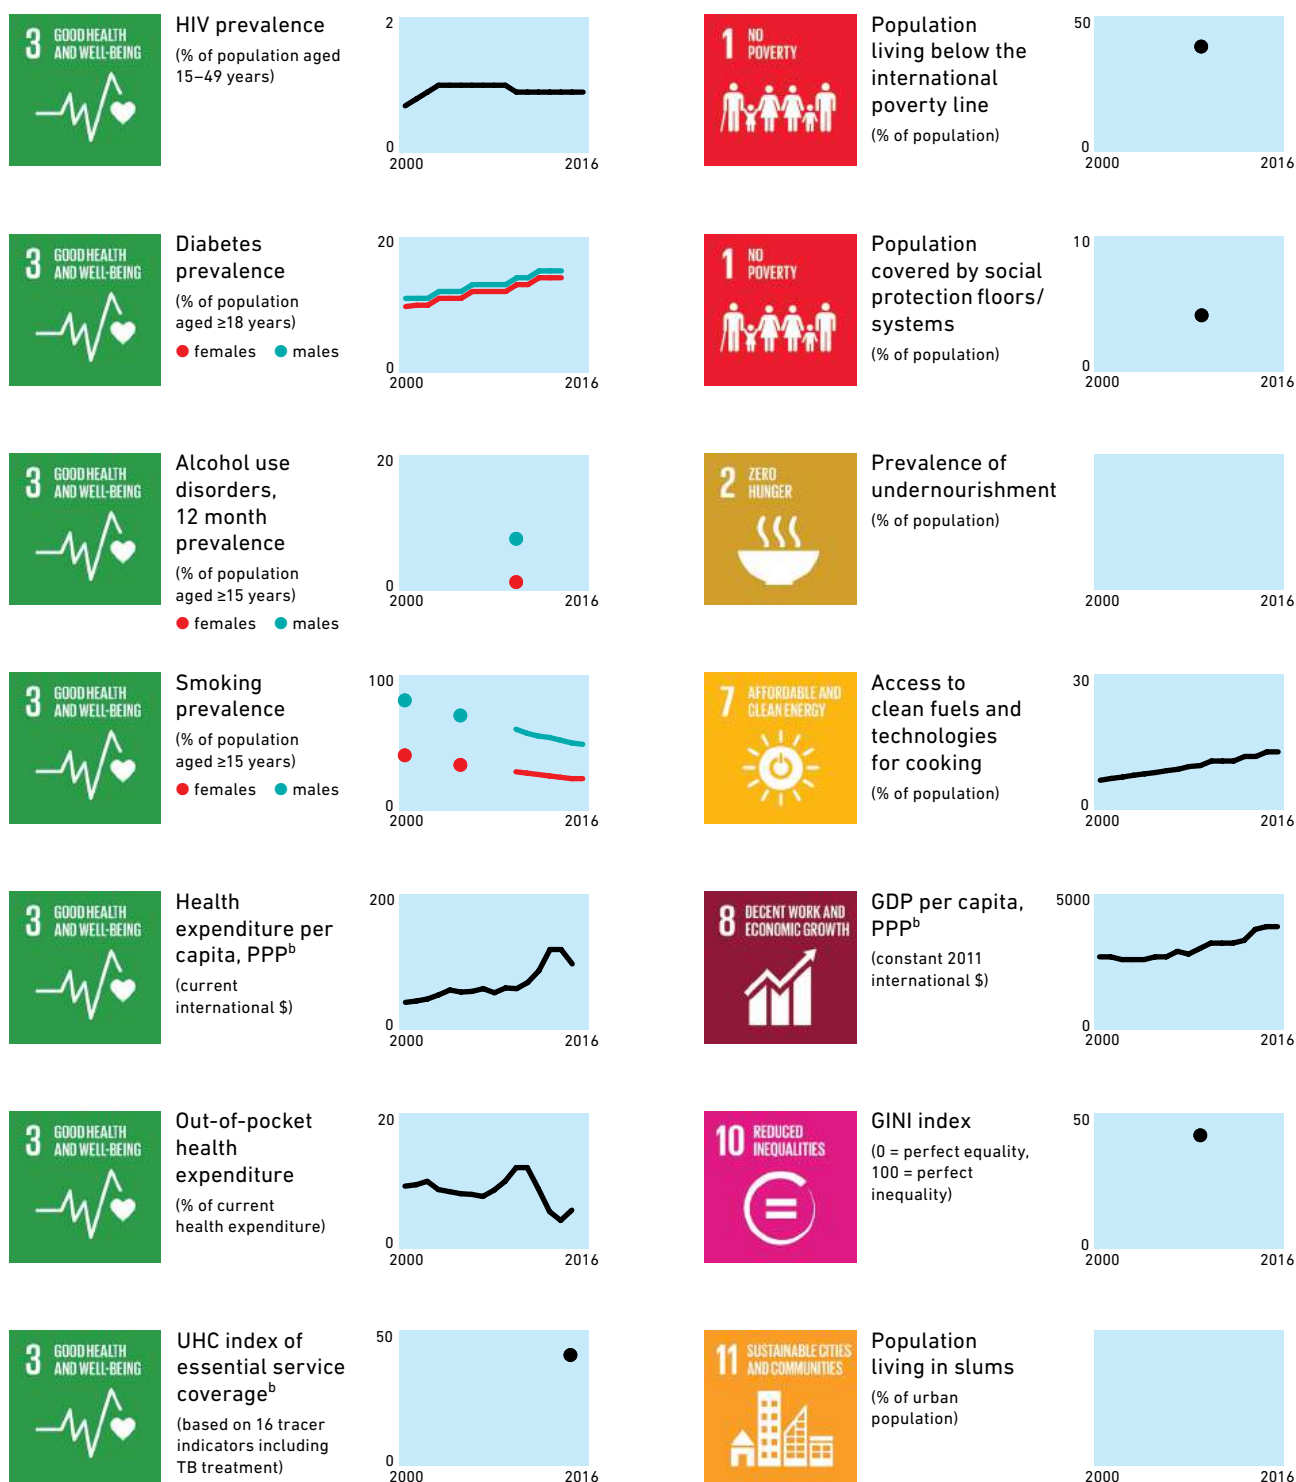 3 GOOD HEALTH
AND WELL-BEING
HIV prevalence
(% of population aged
15–49 years)
2
0
2000
2016
3 GOOD HEALTH
AND WELL-BEING
Diabetes
prevalence
(% of population
aged ≥18 years)
females males
20
0
2000
2016
3 GOOD HEALTH
AND WELL-BEING
Alcohol use
disorders,
12 month
prevalence
(% of population
aged ≥15 years)
females males
20
0
2000
2016
3 GOOD HEALTH
AND WELL-BEING
Smoking
prevalence
(% of population
aged ≥15 years)
females males
100
0
2000
2016
3 GOOD HEALTH
AND WELL-BEING
Health
expenditure per
capita, PPPᵇ
(current
international $)
200
0
2000
2016
3 GOOD HEALTH
AND WELL-BEING
Out-of-pocket
health
expenditure
(% of current
health expenditure)
20
0
2000
2016
3 GOOD HEALTH
AND WELL-BEING
UHC index of
essential service
coverageᵇ
(based on 16 tracer
indicators including
TB treatment)
50
0
2000
2016
1 NO
POVERTY
Population
living below the
international
poverty line
(% of population)
50
0
2000
2016
1 NO
POVERTY
Population
covered by social
protection floors/
systems
(% of population)
10
0
2000
2016
2 ZERO
HUNGER
Prevalence of
undernourishment
(% of population)
2000
2016
7 AFFORDABLE AND
CLEAN ENERGY
Access to
clean fuels and
technologies
for cooking
(% of population)
30
0
2000
2016
8 DECENT WORK AND
ECONOMIC GROWTH
GDP per capita,
PPPᵇ
(constant 2011
international $)
5000
0
2000
2016
10 REDUCED
INEQUALITIES
GINI index
(0 = perfect equality,
100 = perfect
inequality)
50
0
2000
2016
11 SUSTAINABLE CITIES
AND COMMUNITIES
Population
living in slums
(% of urban
population)
2000
2016